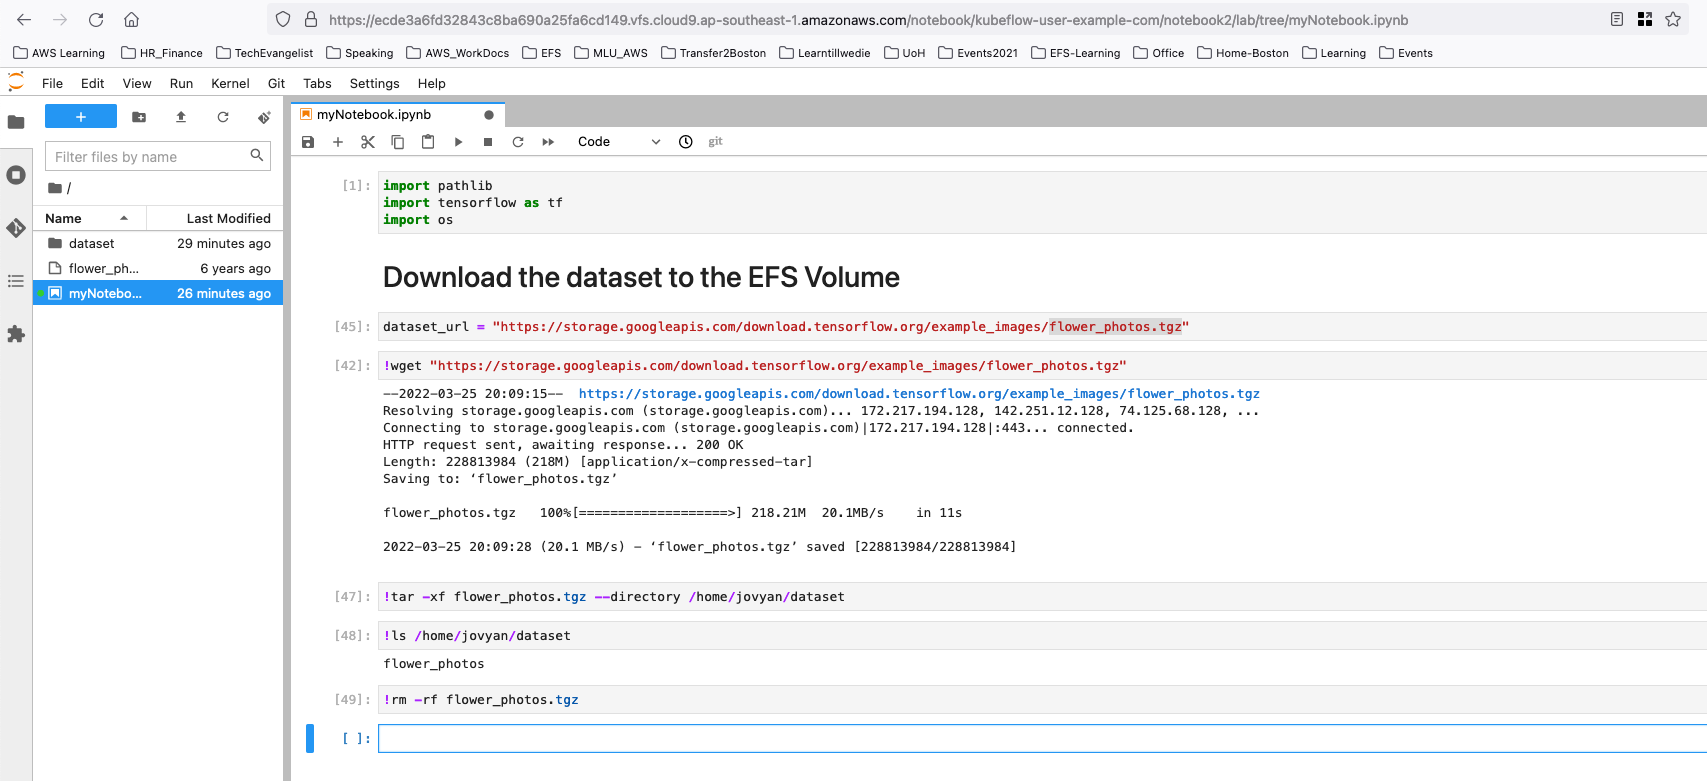 https://ecde3a6fd32843c8ba690a25fa6cd149.vfs.cloud9.ap-southeast-1.amazonaws.com/notebook/kubeflow-user-example-com/notebook2/lab/tree/myNotebook.ipynb
AWS Learning HR_Finance TechEvangelist Speaking AWS_WorkDocs EFS MLU_AWS Transfer2Boston Learntillwedie UoH Events2021 EFS-Learning Office Home-Boston Learning Events
File Edit View Run Kernel Git Tabs Settings Help
myNotebook.ipynb
Code git
Filter files by name
/
Name Last Modified
dataset 29 minutes ago
flower_ph... 6 years ago
myNotebo... 26 minutes ago
[1]: import pathlib
import tensorflow as tf
import os
Download the dataset to the EFS Volume
[45]: dataset_url = "https://storage.googleapis.com/download.tensorflow.org/example_images/flower_photos.tgz"
[42]: !wget "https://storage.googleapis.com/download.tensorflow.org/example_images/flower_photos.tgz"
--2022-03-25 20:09:15--  https://storage.googleapis.com/download.tensorflow.org/example_images/flower_photos.tgz
Resolving storage.googleapis.com (storage.googleapis.com)... 172.217.194.128, 142.251.12.128, 74.125.68.128, ...
Connecting to storage.googleapis.com (storage.googleapis.com)|172.217.194.128|:443... connected.
HTTP request sent, awaiting response... 200 OK
Length: 228813984 (218M) [application/x-compressed-tar]
Saving to: ‘flower_photos.tgz’
flower_photos.tgz   100%[===================>] 218.21M  20.1MB/s    in 11s
2022-03-25 20:09:28 (20.1 MB/s) - ‘flower_photos.tgz’ saved [228813984/228813984]
[47]: !tar -xf flower_photos.tgz --directory /home/jovyan/dataset
[48]: !ls /home/jovyan/dataset
flower_photos
[49]: !rm -rf flower_photos.tgz
[ ]: